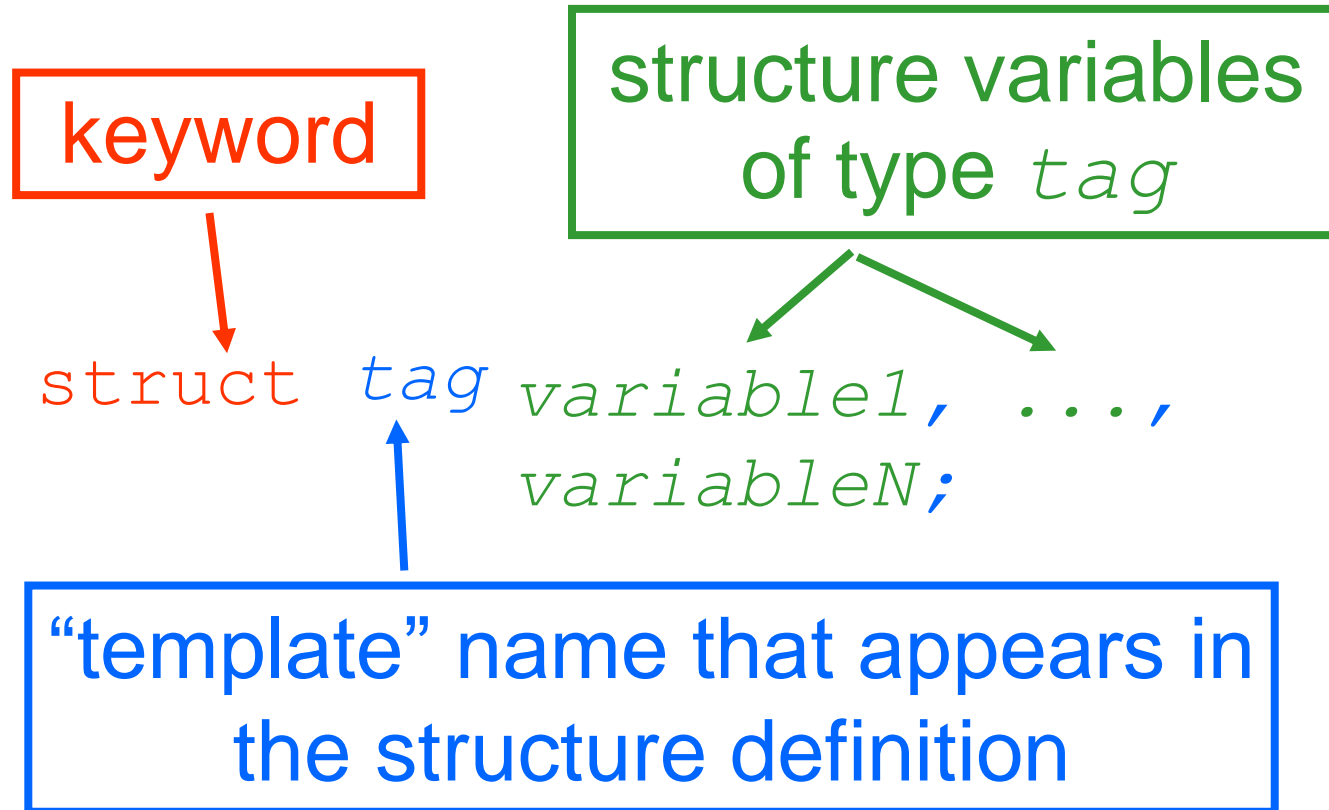 structure variables
of type tag
keyword
struct tag variable1, ...,
variableN;
“template” name that appears in
the structure definition